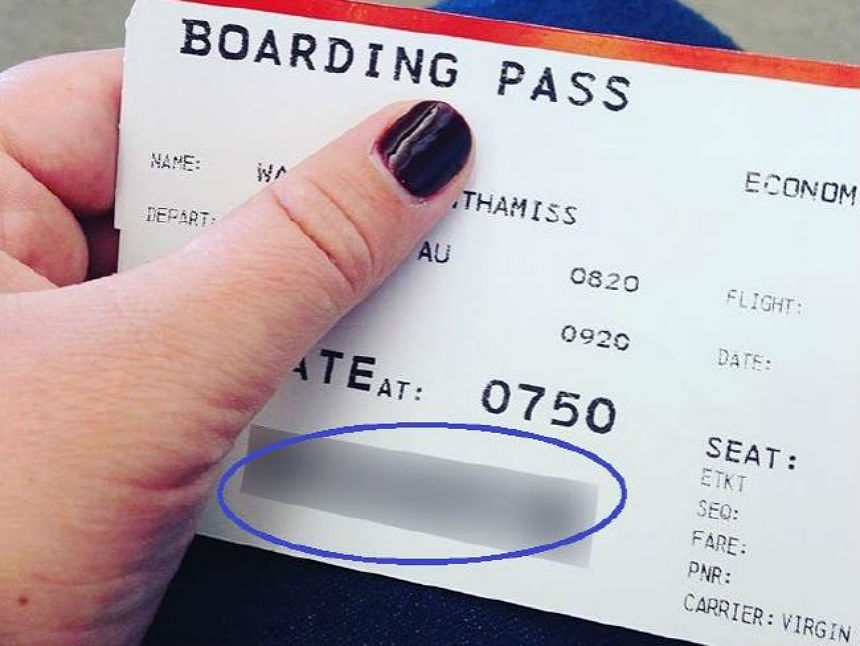 BOARDING PASS
ECONOM
NAME: WA
THAMISS
DEPART:
AU 0820
FLIGHT:
0920
DATE:
ATE AT: 0750
SEAT:
ETKT
SEQ:
FARE:
PNR:
CARRIER: VIRGIN